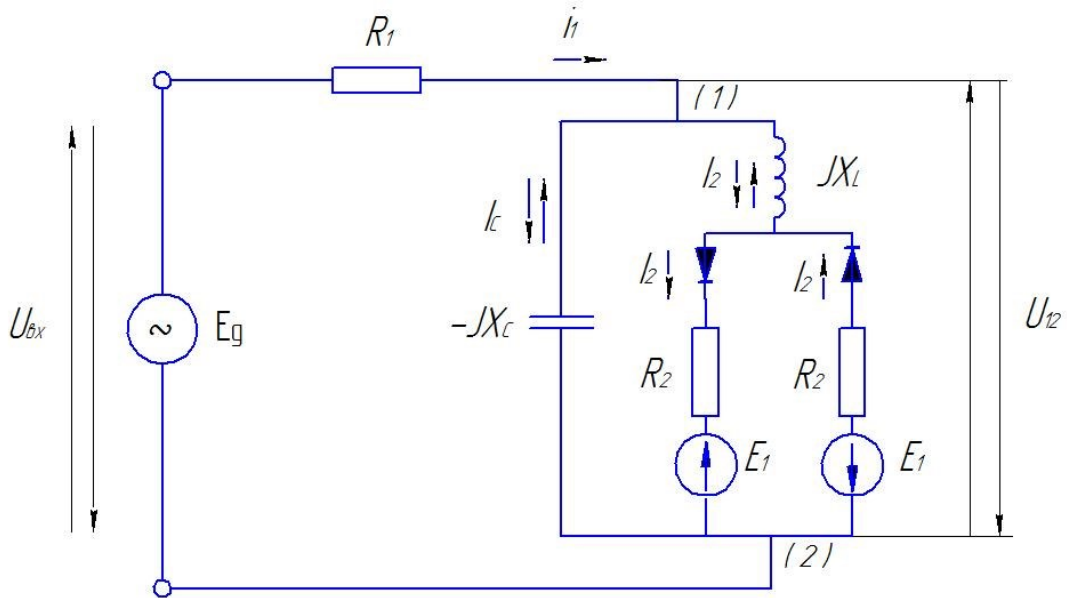 R1
i1
(1)
I2
JXL
IC
I2
I2
Uвх
Eg
-JXC
U12
R2
R2
E1
E1
(2)